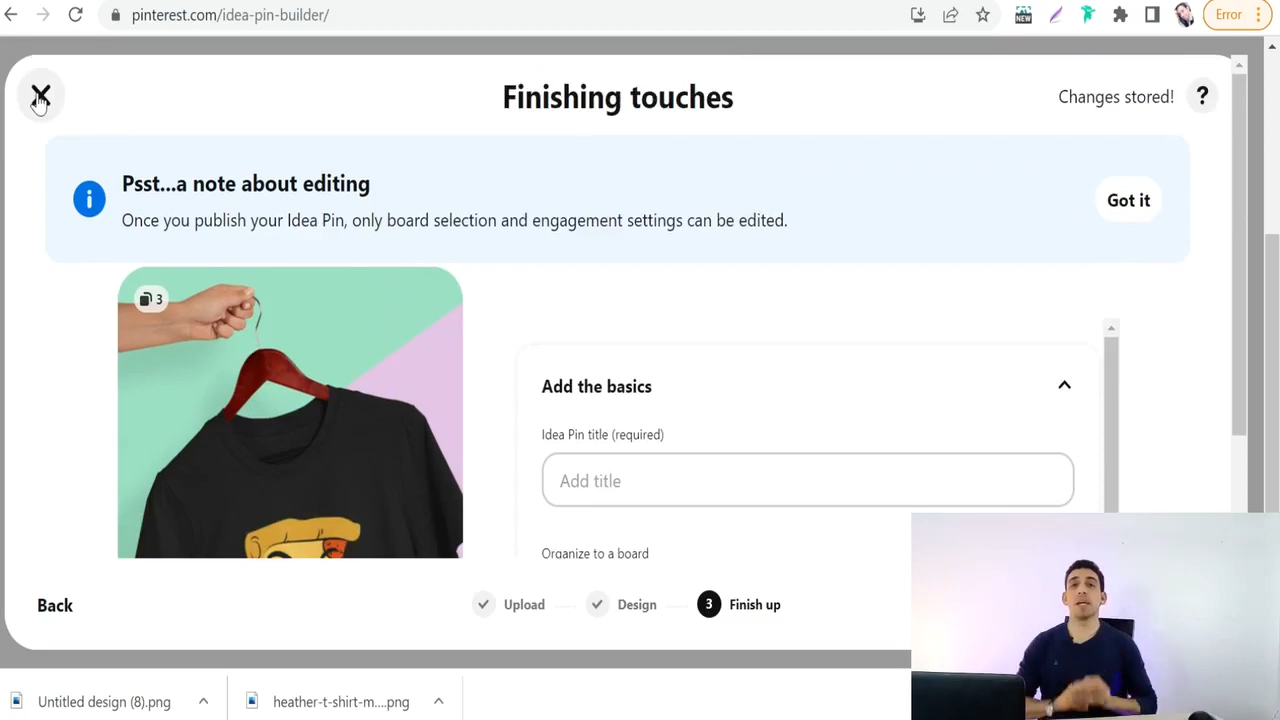 pinterest.com/idea-pin-builder/
NEW
Error
Finishing touches
Changes stored!
?
i
Psst...a note about editing
Once you publish your Idea Pin, only board selection and engagement settings can be edited.
Got it
3
Add the basics
Idea Pin title (required)
Add title
Organize to a board
Back
Upload
Design
3 Finish up
Untitled design (8).png
heather-t-shirt-m....png